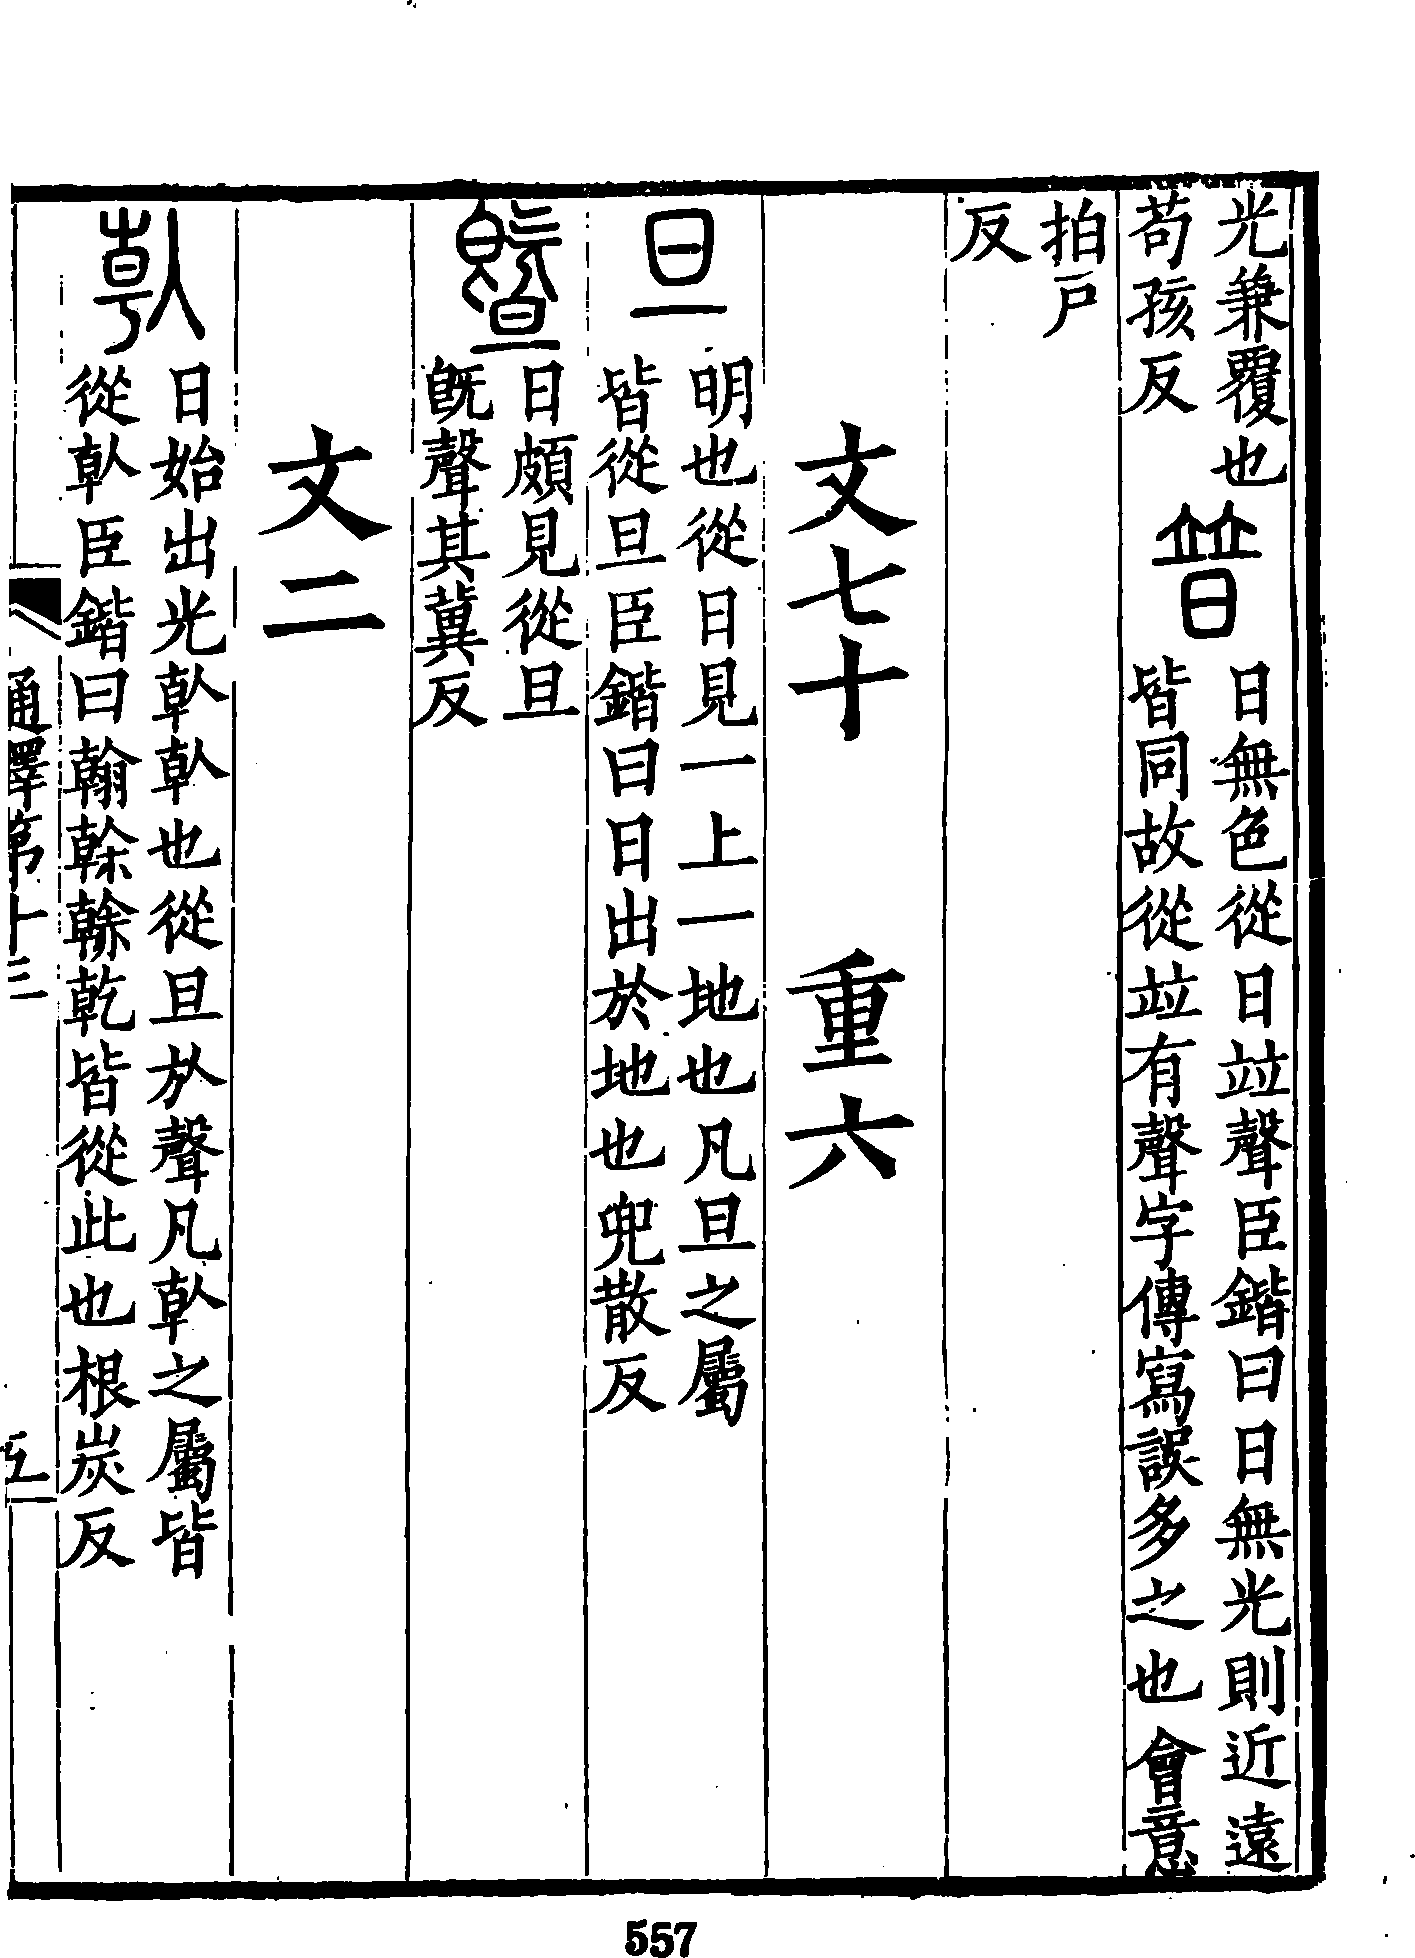 光兼覆也
苟孩反
暜
日無色從日竝聲臣鍇曰日無光則近遠
皆同故從竝有聲字傳寫誤多之也會意
拍戶
反
文七十 重六
旦
明也從日見一上一地也凡旦之屬
皆從旦臣鍇曰日出於地也兜散反
暨
日頗見從旦
旣聲其冀反
文二
倝
日始出光倝倝也從旦㫃聲凡倝之屬皆
從倝臣鍇曰翰榦𠏉乾皆從此也根炭反
通釋第十三
五
557